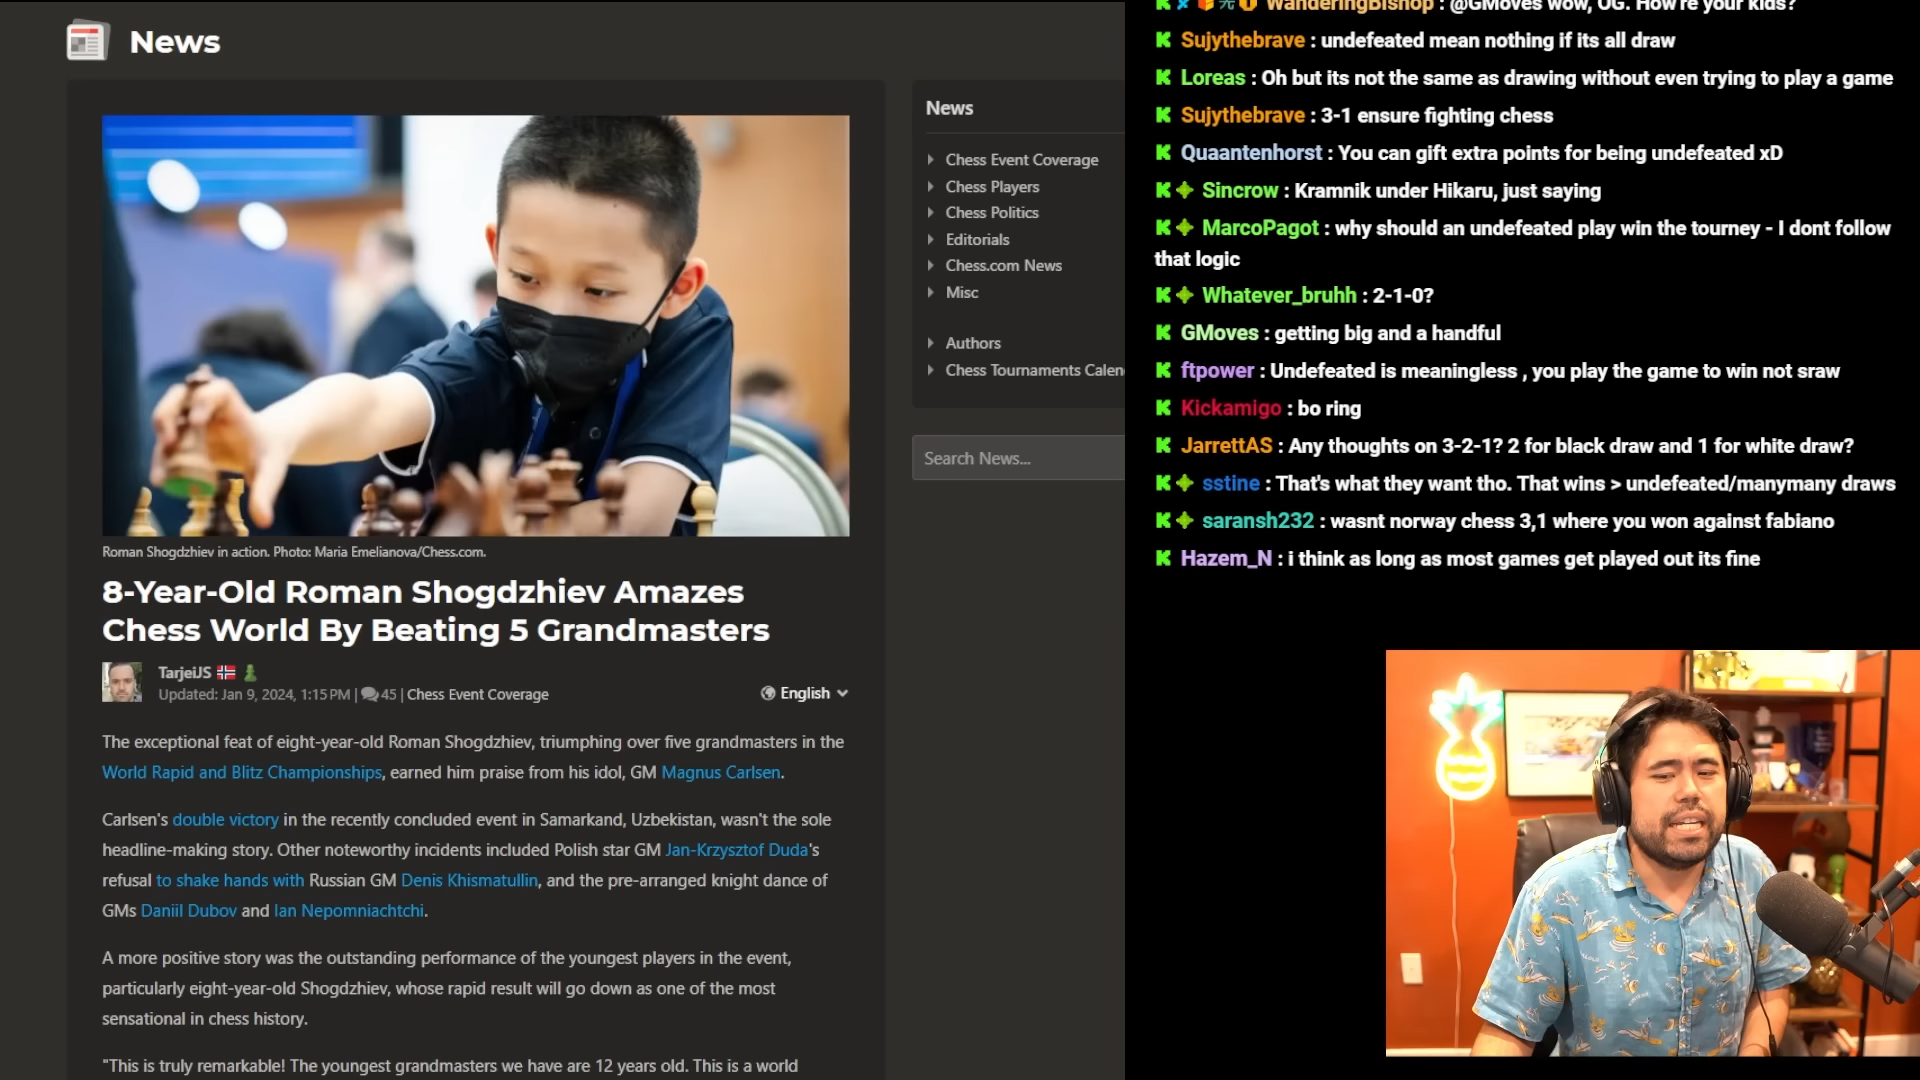 News
Roman Shogdzhiev in action. Photo: Maria Emelianova/Chess.com.
8-Year-Old Roman Shogdzhiev Amazes
Chess World By Beating 5 Grandmasters
TarjeiJS
Updated: Jan 9, 2024, 1:15 PM | 45 | Chess Event Coverage
English
The exceptional feat of eight-year-old Roman Shogdzhiev, triumphing over five grandmasters in the
World Rapid and Blitz Championships, earned him praise from his idol, GM Magnus Carlsen.
Carlsen's double victory in the recently concluded event in Samarkand, Uzbekistan, wasn't the sole
headline-making story. Other noteworthy incidents included Polish star GM Jan-Krzysztof Duda's
refusal to shake hands with Russian GM Denis Khismatullin, and the pre-arranged knight dance of
GMs Daniil Dubov and Ian Nepomniachtchi.
A more positive story was the outstanding performance of the youngest players in the event,
particularly eight-year-old Shogdzhiev, whose rapid result will go down as one of the most
sensational in chess history.
"This is truly remarkable! The youngest grandmasters we have are 12 years old. This is a world
News
Chess Event Coverage
Chess Players
Chess Politics
Editorials
Chess.com News
Misc
Authors
Chess Tournaments Calen
Search News...
WanderingBishop : @GMoves wow, OG. How're your kids?
Sujythebrave : undefeated mean nothing if its all draw
Loreas : Oh but its not the same as drawing without even trying to play a game
Sujythebrave : 3-1 ensure fighting chess
Quaantenhorst : You can gift extra points for being undefeated xD
Sincrow : Kramnik under Hikaru, just saying
MarcoPagot : why should an undefeated play win the tourney - I dont follow
that logic
Whatever_bruhh : 2-1-0?
GMoves : getting big and a handful
ftpower : Undefeated is meaningless , you play the game to win not sraw
Kickamigo : bo ring
JarrettAS : Any thoughts on 3-2-1? 2 for black draw and 1 for white draw?
sstine : That's what they want tho. That wins > undefeated/manymany draws
saransh232 : wasnt norway chess 3,1 where you won against fabiano
Hazem_N : i think as long as most games get played out its fine